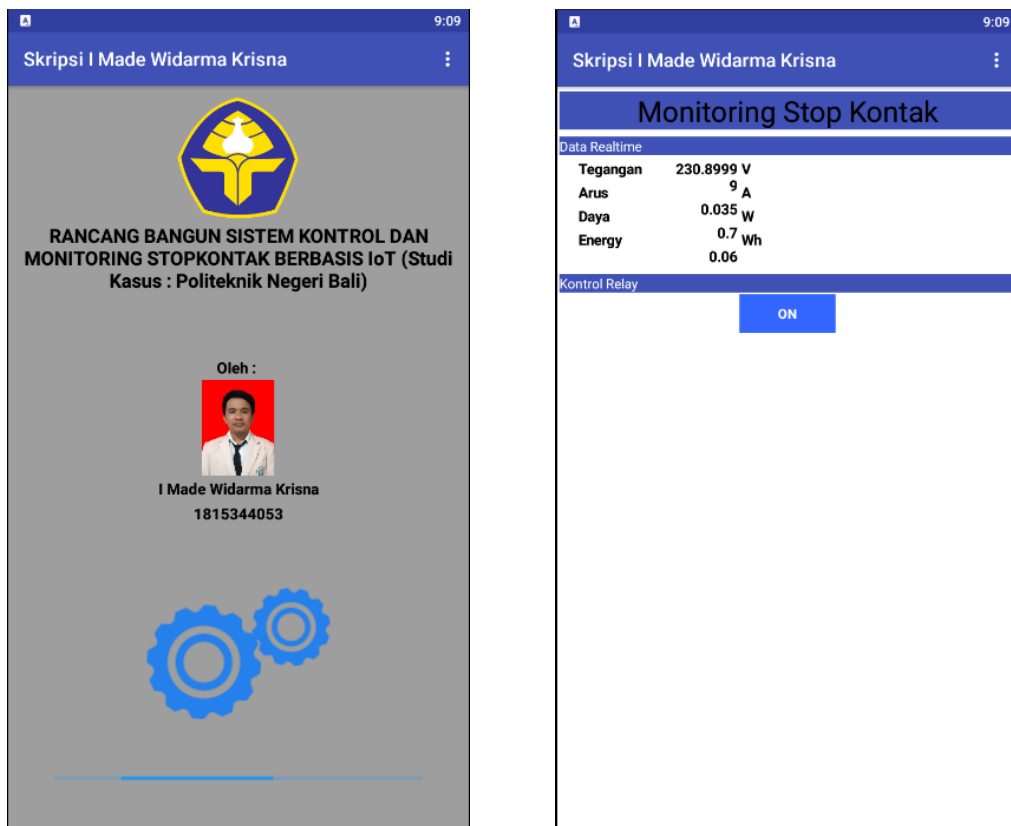 9:09
Skripsi I Made Widarma Krisna
RANCANG BANGUN SISTEM KONTROL DAN
MONITORING STOPKONTAK BERBASIS IoT (Studi
Kasus : Politeknik Negeri Bali)
Oleh :
I Made Widarma Krisna
1815344053
9:09
Skripsi I Made Widarma Krisna
Monitoring Stop Kontak
Data Realtime
Tegangan 230.8999 V
9
Arus A
0.035
Daya W
0.7
Energy Wh
0.06
Kontrol Relay
ON